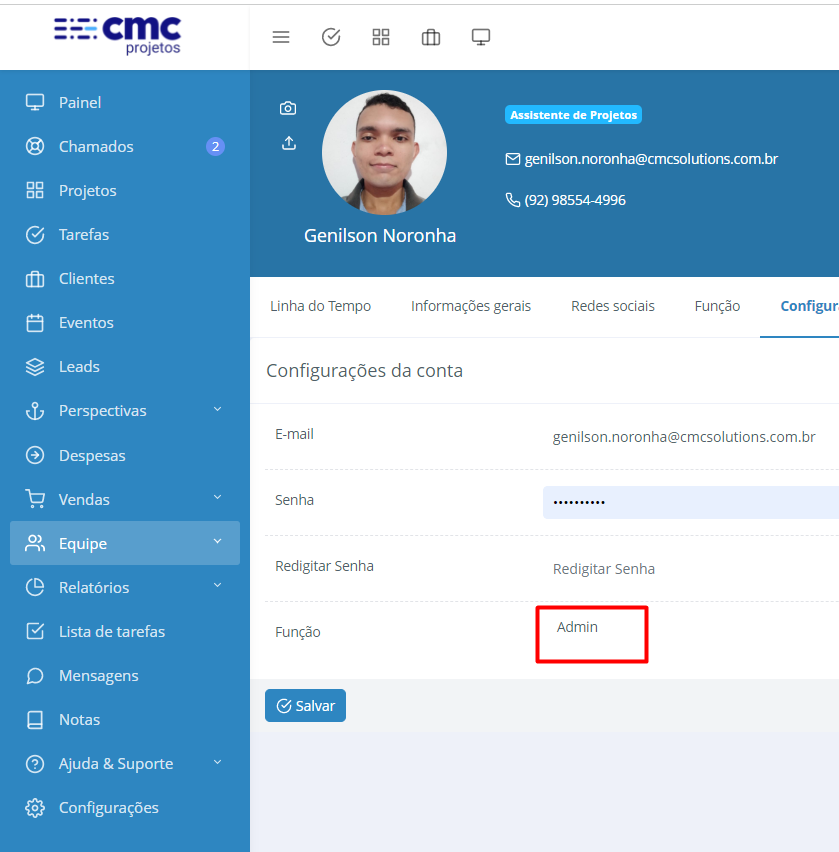 cmc
projetos
Painel
Chamados 2
Projetos
Tarefas
Clientes
Eventos
Leads
Perspectivas
Despesas
Vendas
Equipe
Relatórios
Lista de tarefas
Mensagens
Notas
Ajuda & Suporte
Configurações
Assistente de Projetos
genilson.noronha@cmcsolutions.com.br
(92) 98554-4996
Genilson Noronha
Linha do Tempo Informações gerais Redes sociais Função Configur
Configurações da conta
E-mail genilson.noronha@cmcsolutions.com.br
Senha ••••••••••
Redigitar Senha Redigitar Senha
Função Admin
Salvar